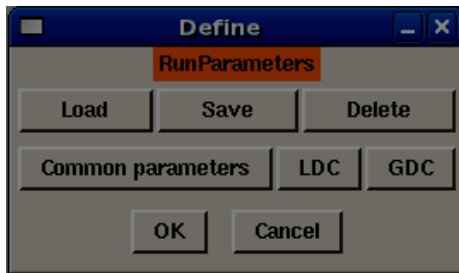 Define
RunParameters
Load Save Delete
Common parameters LDC GDC
OK Cancel